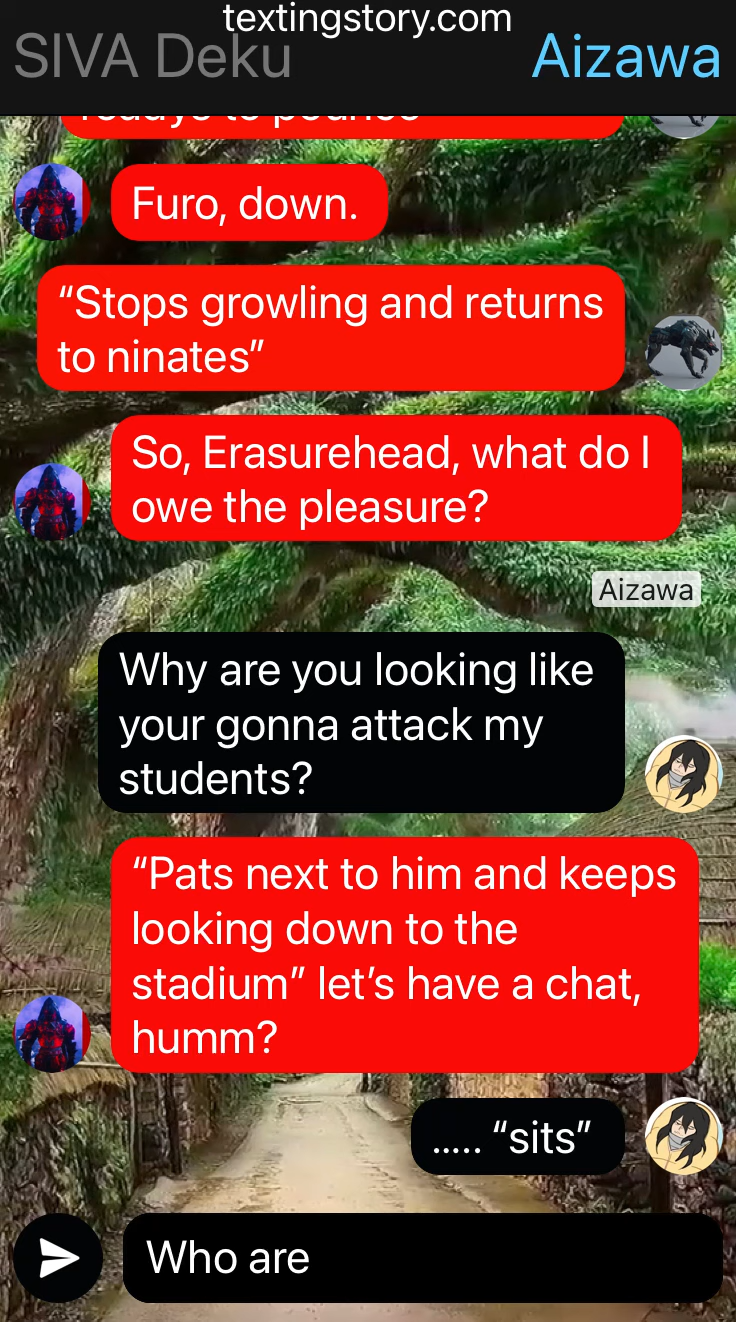 textingstory.com
SIVA Deku
Aizawa
Furo, down.
“Stops growling and returns
to ninates”
So, Erasurehead, what do I
owe the pleasure?
Aizawa
Why are you looking like
your gonna attack my
students?
“Pats next to him and keeps
looking down to the
stadium” let’s have a chat,
humm?
..... “sits”
Who are